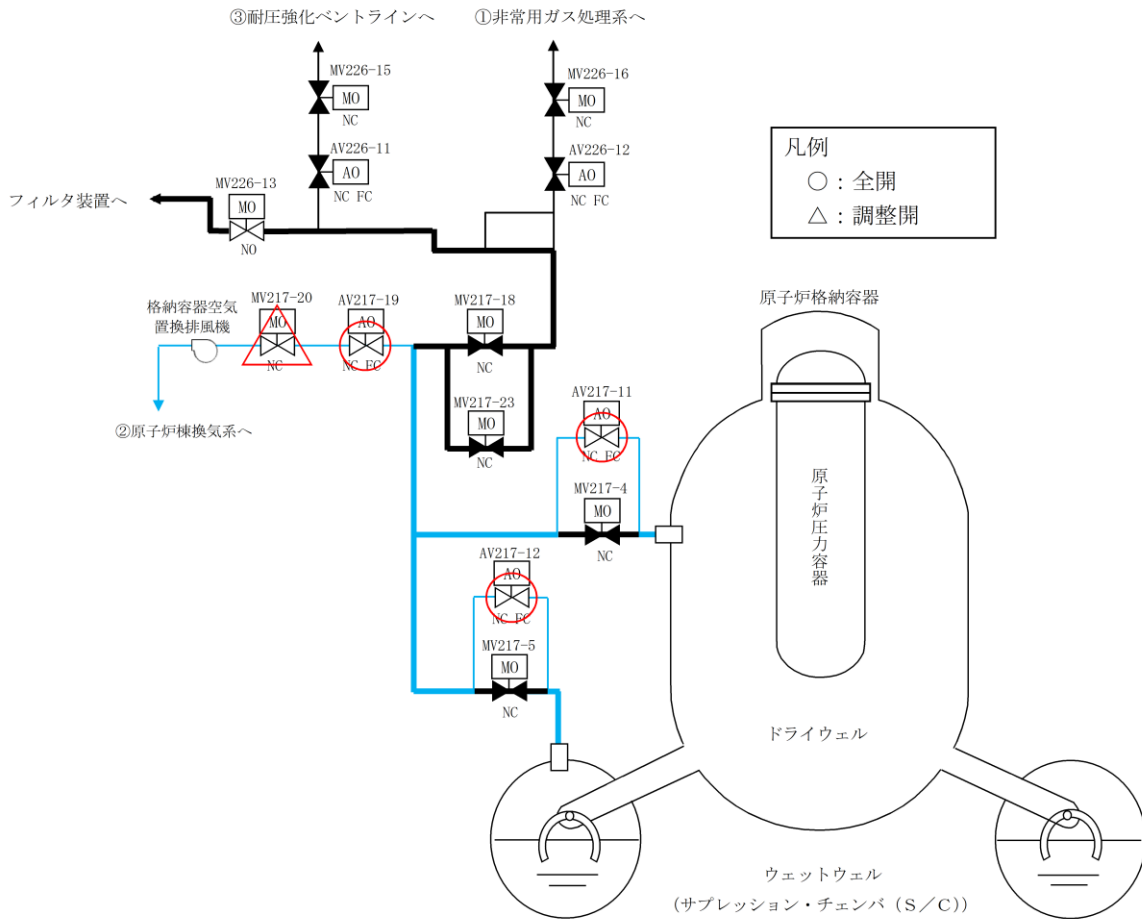 ③耐圧強化ベントラインへ
①非常用ガス処理系へ
MV226-15
MO
NC
MV226-16
MO
NC
AV226-11
AO
NC FC
AV226-12
AO
NC FC
凡例
○：全開
△：調整開
MV226-13
MO
NO
フィルタ装置へ
格納容器空気
置換排風機
MV217-20
MO
NC
AV217-19
AO
NC FC
MV217-18
MO
NC
原子炉格納容器
②原子炉棟換気系へ
MV217-23
MO
NC
AV217-11
AO
NC FC
MV217-4
MO
NC
原子炉圧力容器
AV217-12
AO
NC FC
MV217-5
MO
NC
ドライウェル
ウェットウェル
(サプレッション・チェンバ（S／C）)